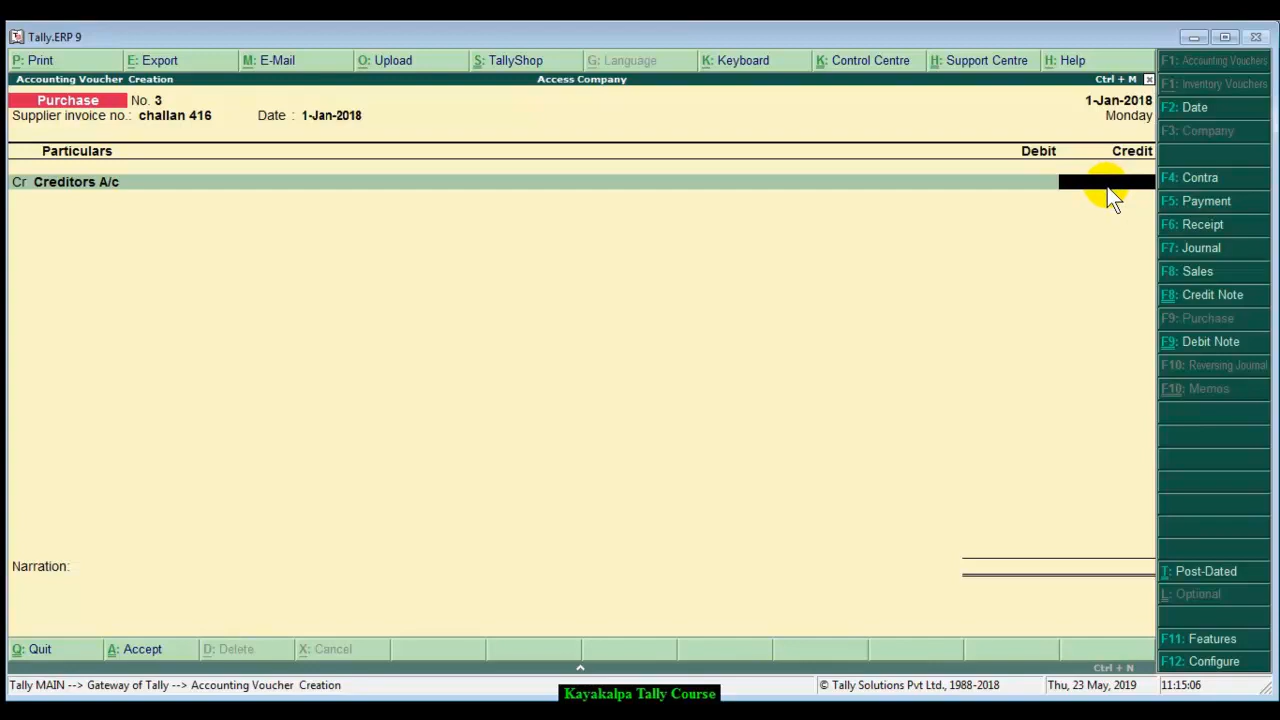 Tally.ERP 9
P: Print E: Export M: E-Mail O: Upload S: TallyShop G: Language K: Keyboard K: Control Centre H: Support Centre H: Help
Accounting Voucher Creation Access Company Ctrl + M
Purchase No. 3 1-Jan-2018
Supplier invoice no.: challan 416 Date : 1-Jan-2018 Monday
Particulars Debit Credit
Cr Creditors A/c
Narration:
F1: Accounting Vouchers
F1: Inventory Vouchers
F2: Date
F3: Company
F4: Contra
F5: Payment
F6: Receipt
F7: Journal
F8: Sales
F8: Credit Note
F9: Purchase
F9: Debit Note
F10: Reversing Journal
F10: Memos
T: Post-Dated
L: Optional
F11: Features
F12: Configure
Q: Quit A: Accept D: Delete X: Cancel
Ctrl + N
Tally MAIN --> Gateway of Tally --> Accounting Voucher Creation © Tally Solutions Pvt Ltd., 1988-2018 Thu, 23 May, 2019 11:15:06
Kayakalpa Tally Course